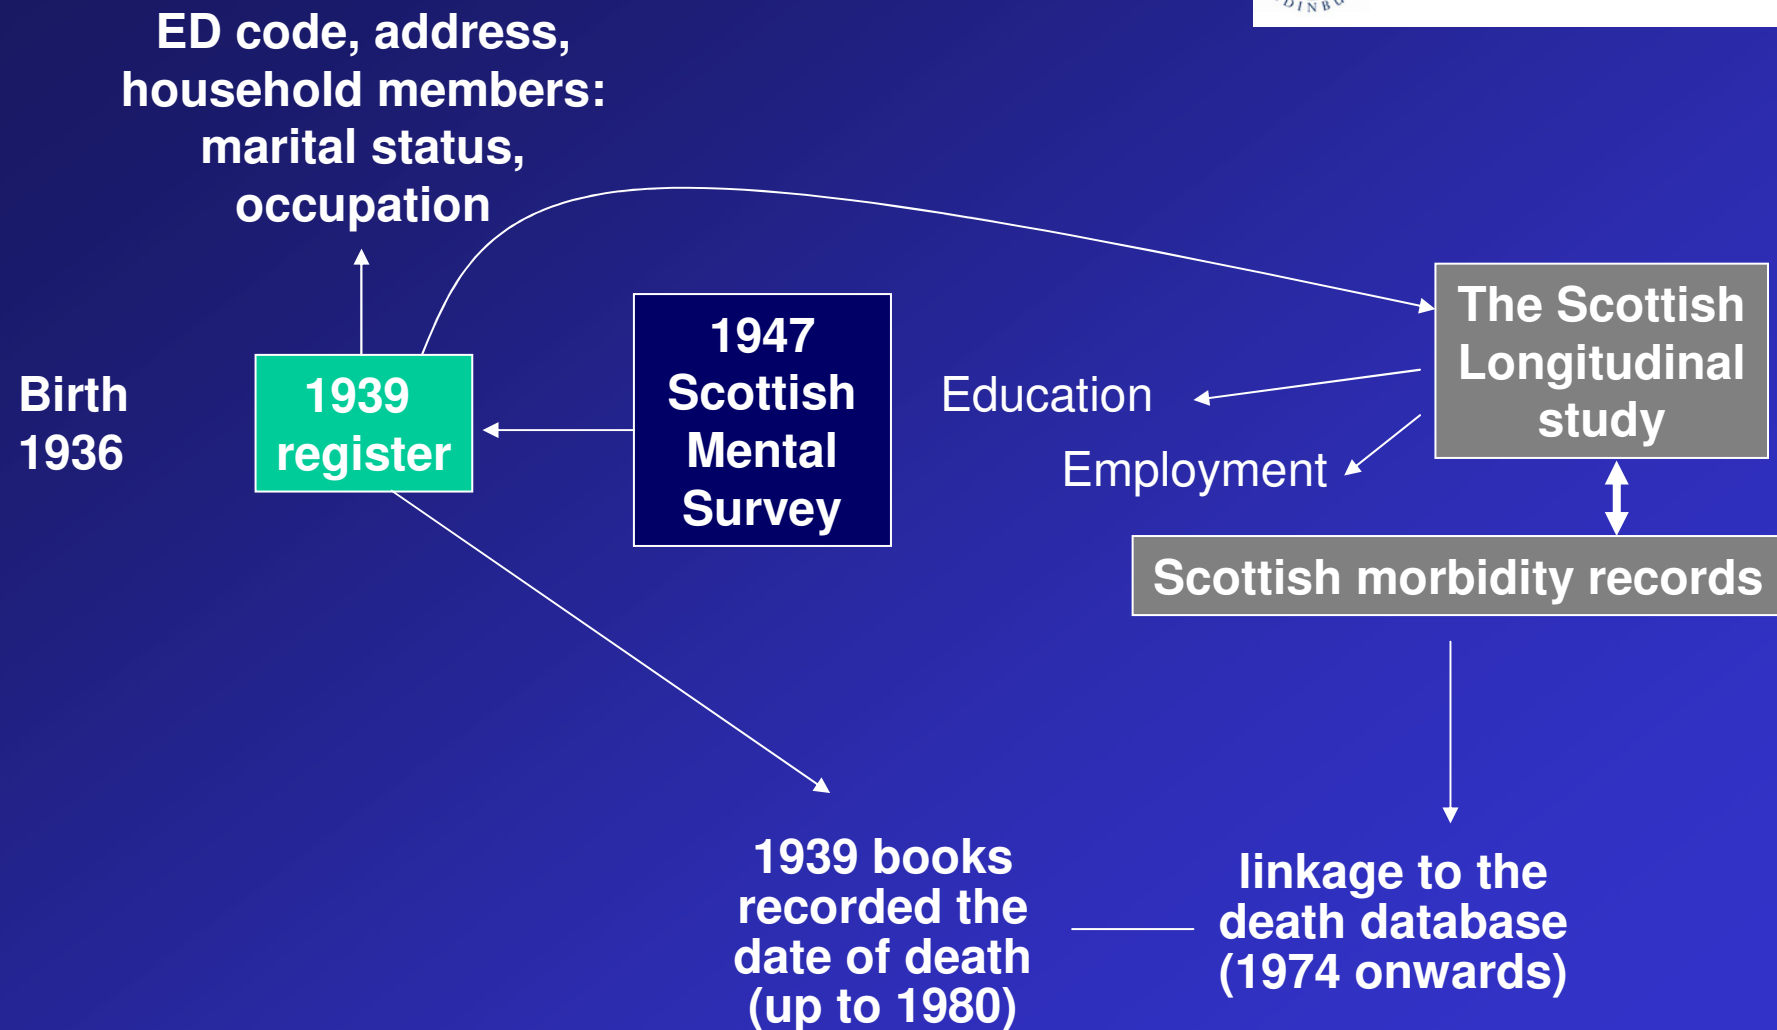 ED code, address,
household members:
marital status,
occupation
Birth
1936
1939
register
1947
Scottish
Mental
Survey
Education
Employment
The Scottish
Longitudinal
study
Scottish morbidity records
1939 books
recorded the
date of death
(up to 1980)
linkage to the
death database
(1974 onwards)